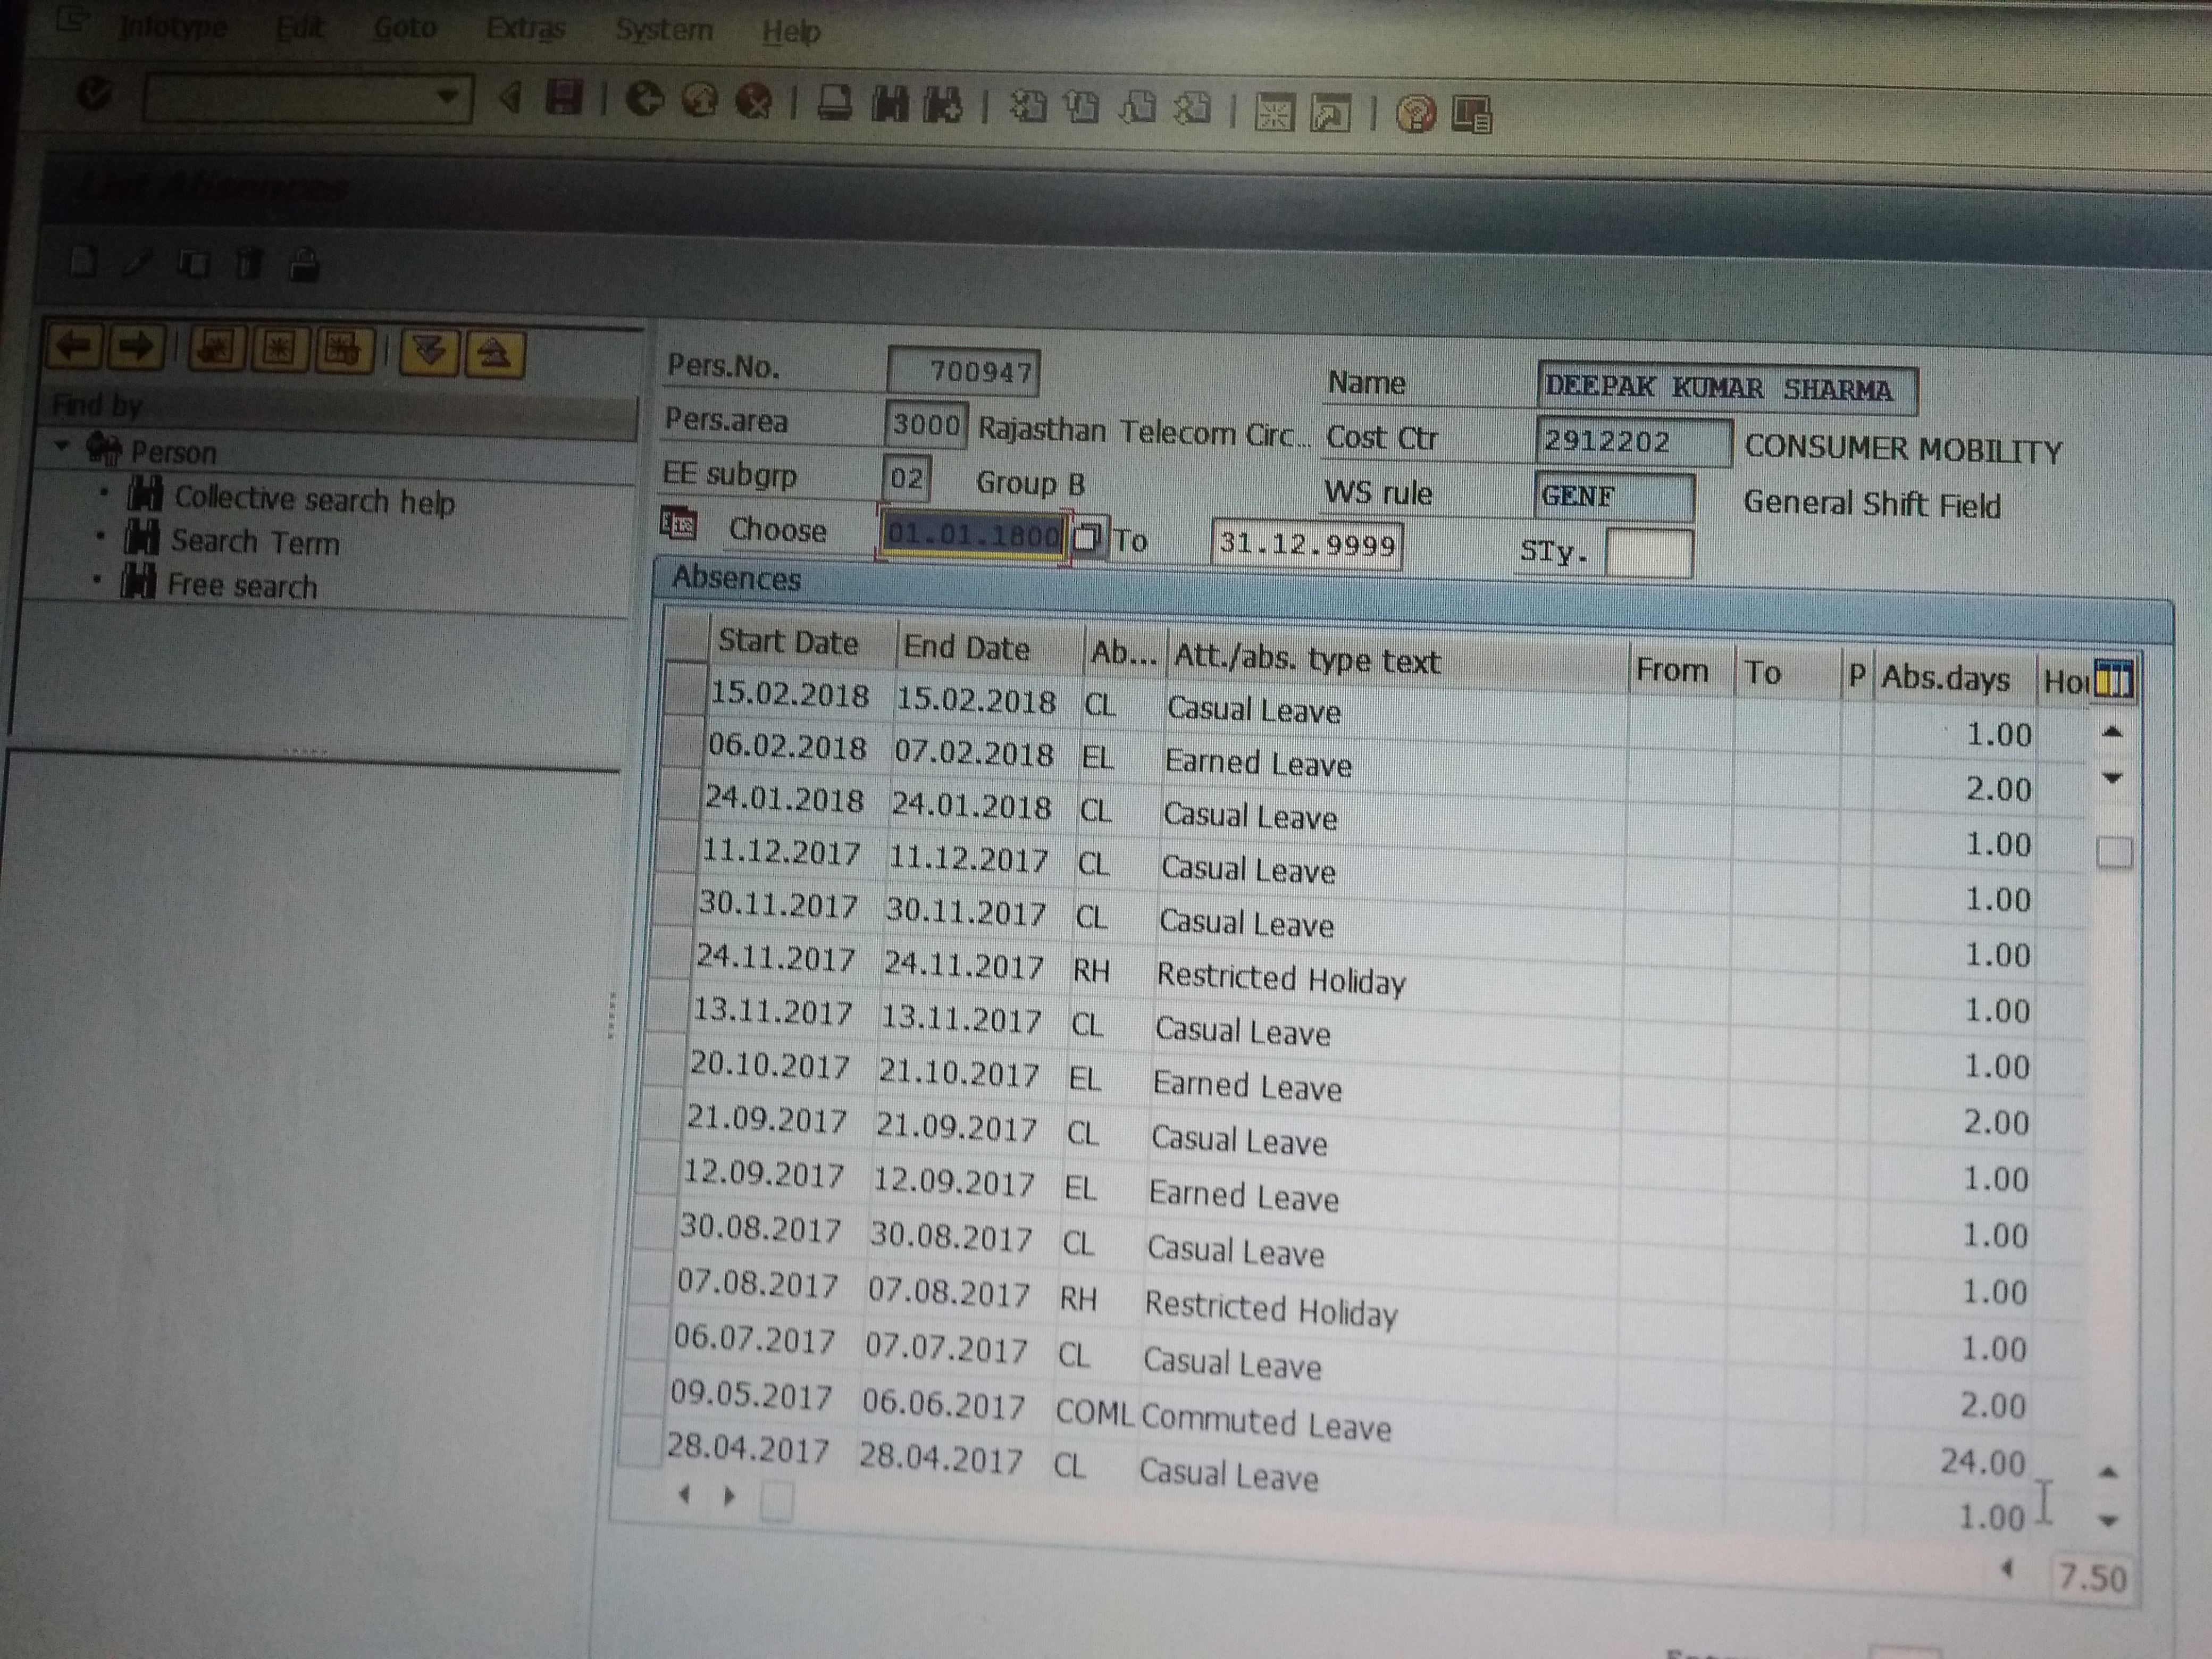 Infotype Edit Goto Extras System Help
List Absences
Find by
Person
Collective search help
Search Term
Free search
Pers.No. 700947 Name DEEPAK KUMAR SHARMA
Pers.area 3000 Rajasthan Telecom Circ... Cost Ctr 2912202 CONSUMER MOBILITY
EE subgrp 02 Group B WS rule GENF General Shift Field
Choose 01.01.1800 To 31.12.9999 STy.
Absences
Start Date End Date Ab... Att./abs. type text From To P Abs.days Hou
15.02.2018 15.02.2018 CL Casual Leave 1.00
06.02.2018 07.02.2018 EL Earned Leave 2.00
24.01.2018 24.01.2018 CL Casual Leave 1.00
11.12.2017 11.12.2017 CL Casual Leave 1.00
30.11.2017 30.11.2017 CL Casual Leave 1.00
24.11.2017 24.11.2017 RH Restricted Holiday 1.00
13.11.2017 13.11.2017 CL Casual Leave 1.00
20.10.2017 21.10.2017 EL Earned Leave 2.00
21.09.2017 21.09.2017 CL Casual Leave 1.00
12.09.2017 12.09.2017 EL Earned Leave 1.00
30.08.2017 30.08.2017 CL Casual Leave 1.00
07.08.2017 07.08.2017 RH Restricted Holiday 1.00
06.07.2017 07.07.2017 CL Casual Leave 2.00
09.05.2017 06.06.2017 COML Commuted Leave 24.00
28.04.2017 28.04.2017 CL Casual Leave 1.00
7.50